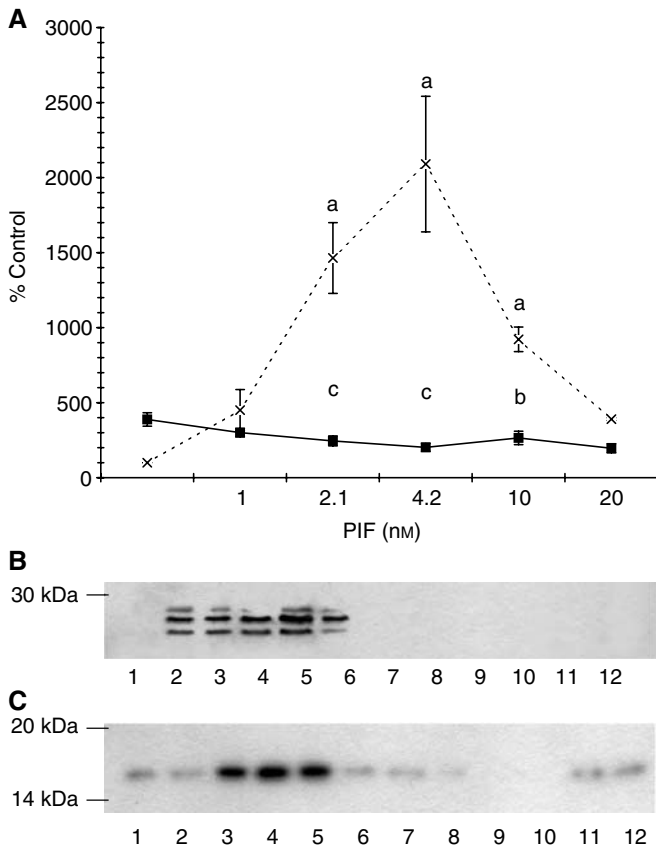 A
3000
2500
2000
1500
1000
500
0
% Control
a
a
a
c
c
b
1 2.1 4.2 10 20
PIF (nM)
B
30 kDa
1 2 3 4 5 6 7 8 9 10 11 12
C
20 kDa
14 kDa
1 2 3 4 5 6 7 8 9 10 11 12